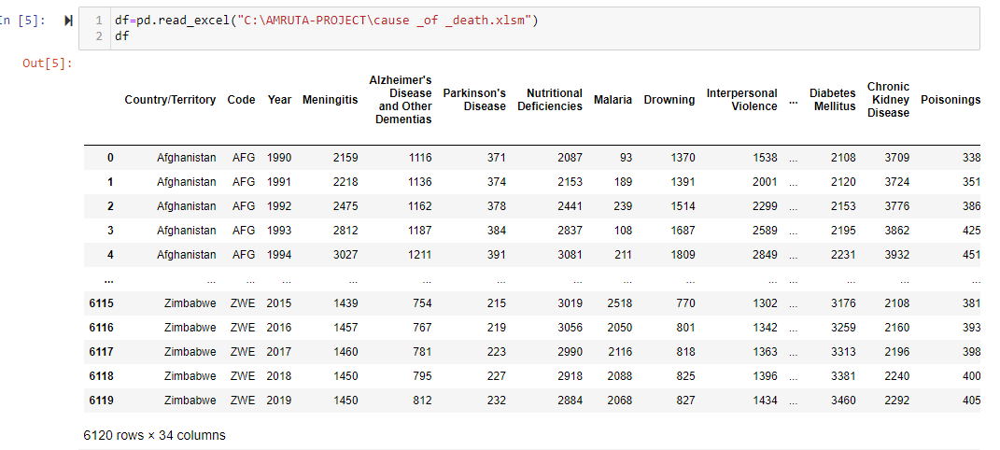 In [5]:
1 df=pd.read_excel("C:\AMRUTA-PROJECT\cause _of _death.xlsm")
2 df
Out[5]:
Country/Territory Code Year Meningitis Alzheimer's Disease and Other Dementias Parkinson's Disease Nutritional Deficiencies Malaria Drowning Interpersonal Violence ... Diabetes Mellitus Chronic Kidney Disease Poisonings
0 Afghanistan AFG 1990 2159 1116 371 2087 93 1370 1538 ... 2108 3709 338
1 Afghanistan AFG 1991 2218 1136 374 2153 189 1391 2001 ... 2120 3724 351
2 Afghanistan AFG 1992 2475 1162 378 2441 239 1514 2299 ... 2153 3776 386
3 Afghanistan AFG 1993 2812 1187 384 2837 108 1687 2589 ... 2195 3862 425
4 Afghanistan AFG 1994 3027 1211 391 3081 211 1809 2849 ... 2231 3932 451
... ... ... ... ... ... ... ... ... ... ... ... ... ... ...
6115 Zimbabwe ZWE 2015 1439 754 215 3019 2518 770 1302 ... 3176 2108 381
6116 Zimbabwe ZWE 2016 1457 767 219 3056 2050 801 1342 ... 3259 2160 393
6117 Zimbabwe ZWE 2017 1460 781 223 2990 2116 818 1363 ... 3313 2196 398
6118 Zimbabwe ZWE 2018 1450 795 227 2918 2088 825 1396 ... 3381 2240 400
6119 Zimbabwe ZWE 2019 1450 812 232 2884 2068 827 1434 ... 3460 2292 405
6120 rows × 34 columns